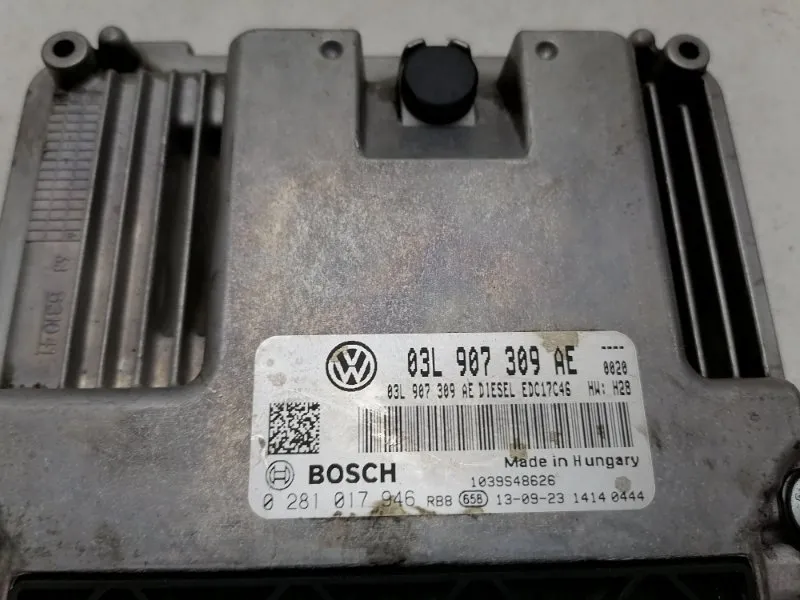 03L 907 309 AE
---- 0020
03L 907 309 AE DIESEL EDC17C46 HW: H28
Made in Hungary
BOSCH
1039S48626
0 281 017 946 RBB 658 13-09-23 1414 0444